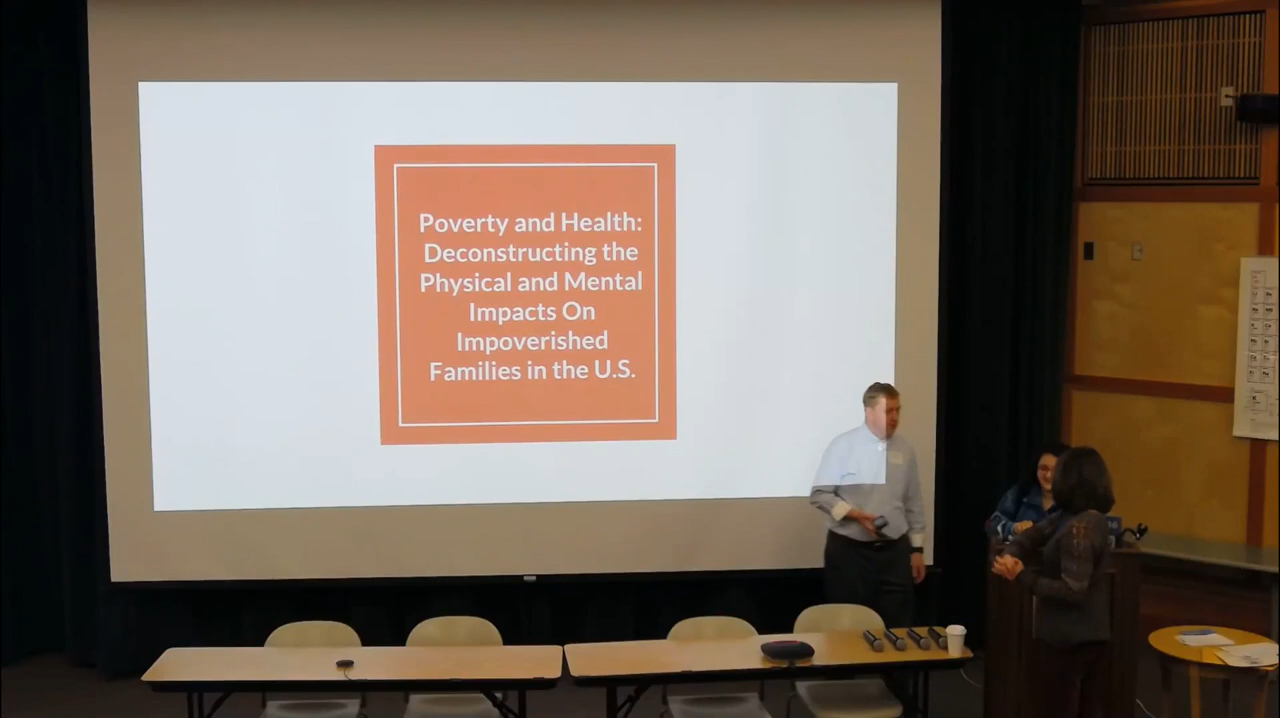 Poverty and Health:
Deconstructing the
Physical and Mental
Impacts On
Impoverished
Families in the U.S.